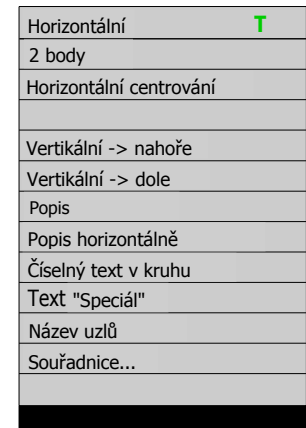 Horizontální T
2 body
Horizontální centrování
Vertikální -> nahoře
Vertikální -> dole
Popis
Popis horizontálně
Číselný text v kruhu
Text "Speciál"
Název uzlů
Souřadnice...